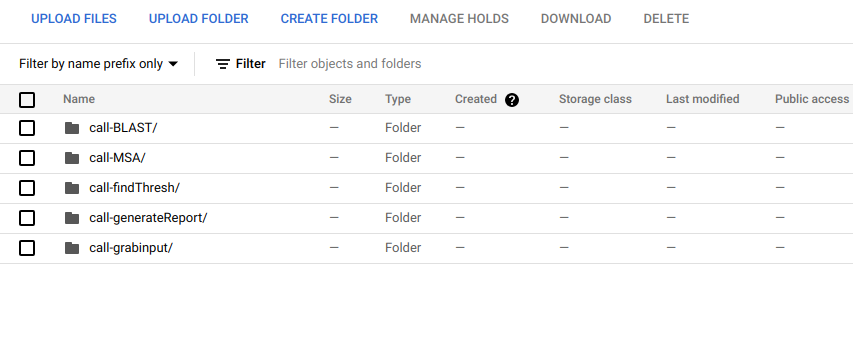 UPLOAD FILES UPLOAD FOLDER CREATE FOLDER MANAGE HOLDS DOWNLOAD DELETE
Filter by name prefix only Filter Filter objects and folders
Name Size Type Created ? Storage class Last modified Public access
call-BLAST/ — Folder — — — —
call-MSA/ — Folder — — — —
call-findThresh/ — Folder — — — —
call-generateReport/ — Folder — — — —
call-grabinput/ — Folder — — — —